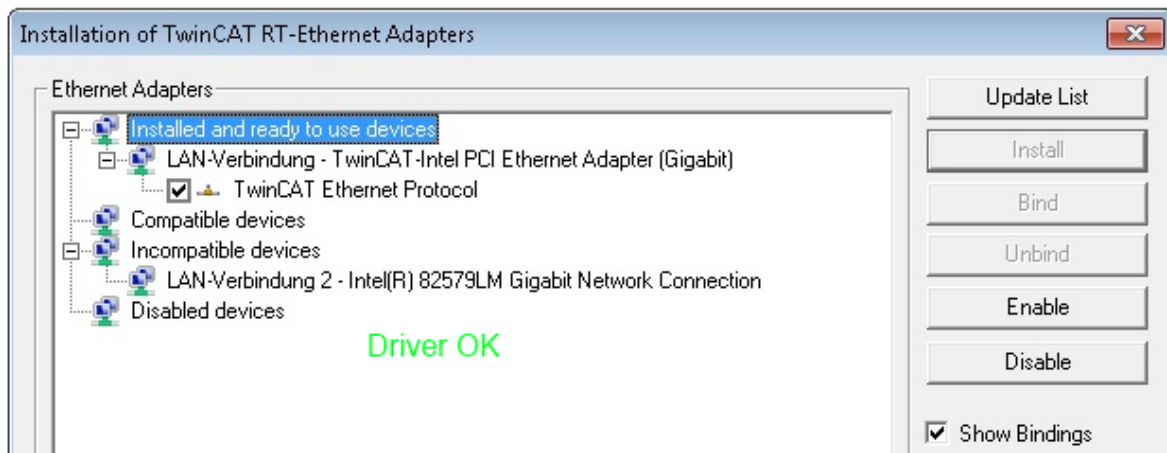 Installation of TwinCAT RT-Ethernet Adapters
Ethernet Adapters
Installed and ready to use devices
LAN-Verbindung - TwinCAT-Intel PCI Ethernet Adapter (Gigabit)
TwinCAT Ethernet Protocol
Compatible devices
Incompatible devices
LAN-Verbindung 2 - Intel(R) 82579LM Gigabit Network Connection
Disabled devices
Driver OK
Update List
Install
Bind
Unbind
Enable
Disable
Show Bindings